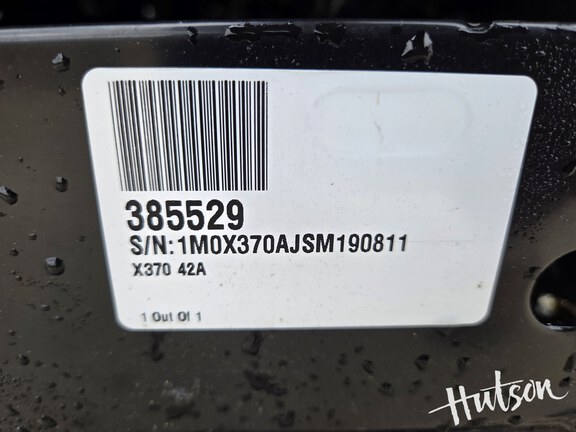 385529
S/N:1M0X370AJSM190811
X370 42A
1 Out Of 1
Hutson